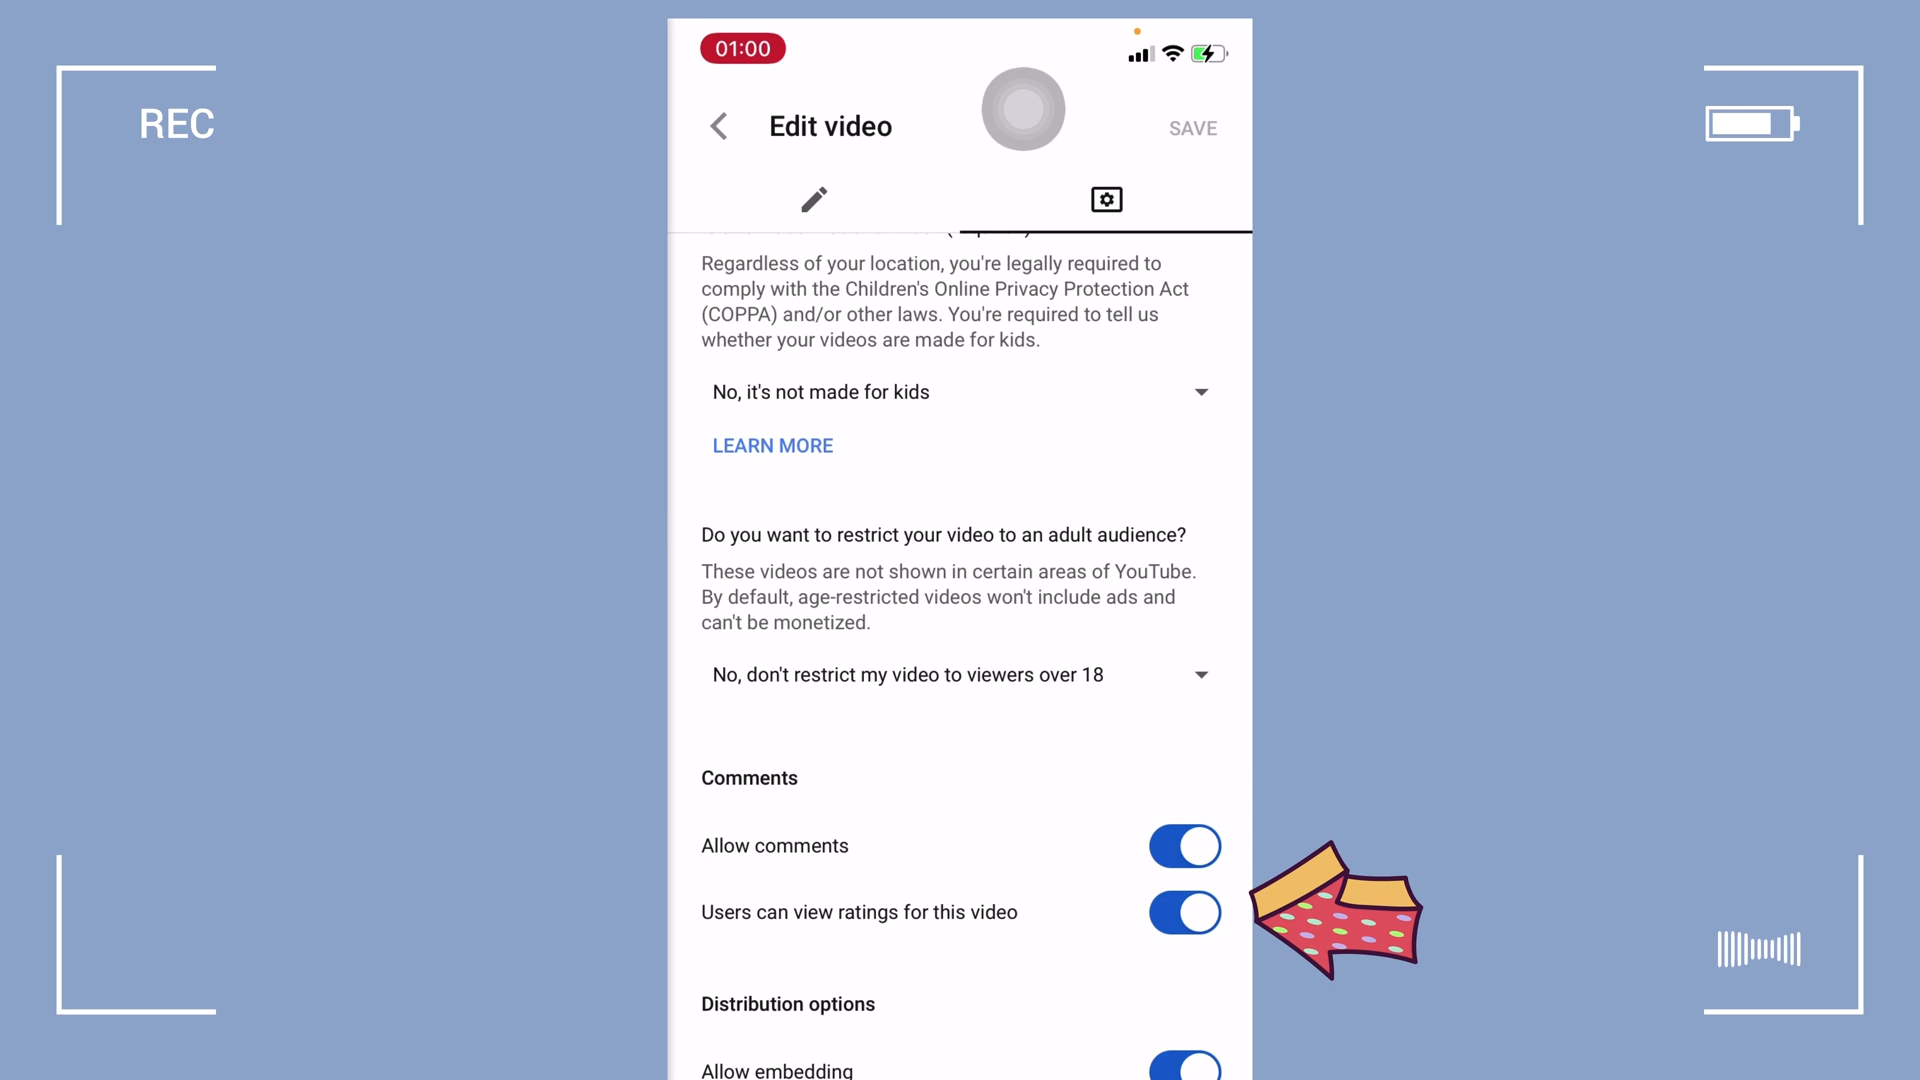 REC
01:00
Edit video
SAVE
Regardless of your location, you're legally required to
comply with the Children's Online Privacy Protection Act
(COPPA) and/or other laws. You're required to tell us
whether your videos are made for kids.
No, it's not made for kids
LEARN MORE
Do you want to restrict your video to an adult audience?
These videos are not shown in certain areas of YouTube.
By default, age-restricted videos won't include ads and
can't be monetized.
No, don't restrict my video to viewers over 18
Comments
Allow comments
Users can view ratings for this video
Distribution options
Allow embedding